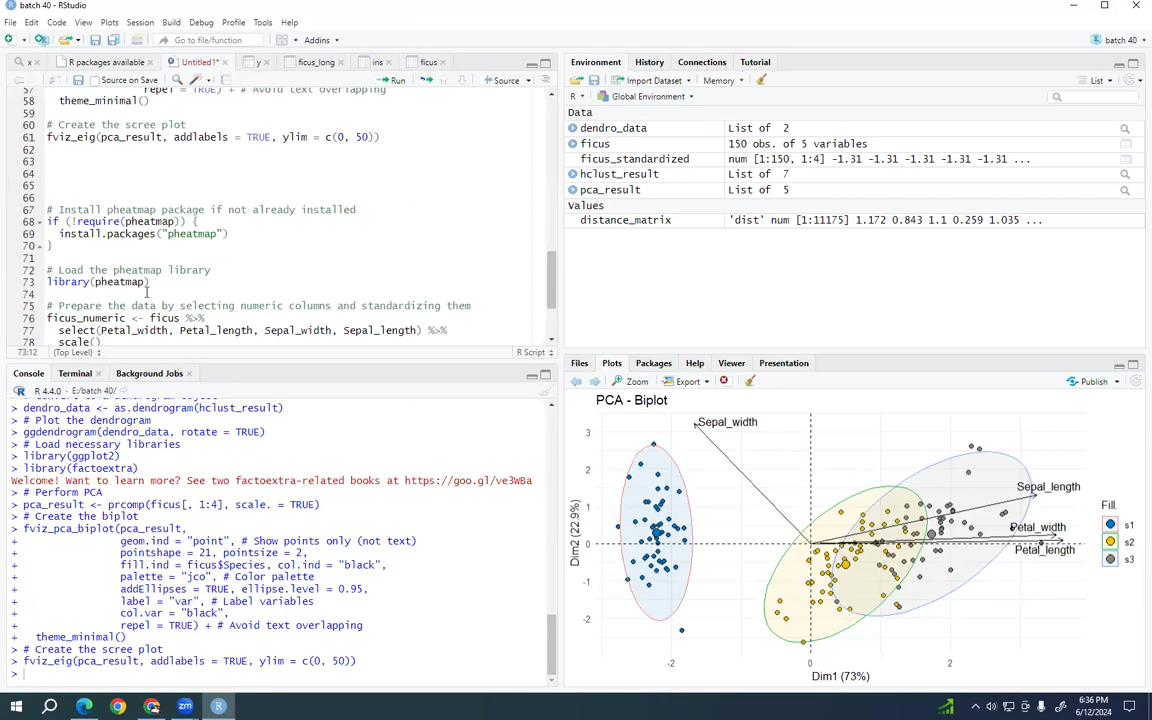 batch 40 - RStudio
File Edit Code View Plots Session Build Debug Profile Tools Help
Go to file/function Addins batch 40
x R packages available Untitled1* y ficus_long iris ficus
Source on Save Run Source
57 repel = TRUE) + # Avoid text overlapping
58 theme_minimal()
59
60 # Create the scree plot
61 fviz_eig(pca_result, addlabels = TRUE, ylim = c(0, 50))
62
63
64
65
66
67 # Install pheatmap package if not already installed
68 if (!require(pheatmap)) {
69 install.packages("pheatmap")
70 }
71
72 # Load the pheatmap library
73 library(pheatmap)
74
75 # Prepare the data by selecting numeric columns and standardizing them
76 ficus_numeric <- ficus %>%
77 select(Petal_width, Petal_length, Sepal_width, Sepal_length) %>%
78 scale()
73:12 (Top Level) R Script
Console Terminal Background Jobs
R 4.4.0 · E:/batch 40/
> dendro_data <- as.dendrogram(hclust_result)
> # Plot the dendrogram
> ggdendrogram(dendro_data, rotate = TRUE)
> # Load necessary libraries
> library(ggplot2)
> library(factoextra)
Welcome! Want to learn more? See two factoextra-related books at https://goo.gl/ve3WBa
> # Perform PCA
> pca_result <- prcomp(ficus[, 1:4], scale. = TRUE)
> # Create the biplot
> fviz_pca_biplot(pca_result,
+ geom.ind = "point", # Show points only (not text)
+ pointshape = 21, pointsize = 2,
+ fill.ind = ficus$Species, col.ind = "black",
+ palette = "jco", # Color palette
+ addEllipses = TRUE, ellipse.level = 0.95,
+ label = "var", # Label variables
+ col.var = "black",
+ repel = TRUE) + # Avoid text overlapping
+ theme_minimal()
> # Create the scree plot
> fviz_eig(pca_result, addlabels = TRUE, ylim = c(0, 50))
>
Environment History Connections Tutorial
Import Dataset Memory List
R Global Environment
Data
dendro_data List of 2
ficus 150 obs. of 5 variables
ficus_standardized num [1:150, 1:4] -1.31 -1.31 -1.31 -1.31 -1.31 ...
hclust_result List of 7
pca_result List of 5
Values
distance_matrix 'dist' num [1:11175] 1.172 0.843 1.1 0.259 1.035 ...
Files Plots Packages Help Viewer Presentation
Zoom Export Publish
PCA - Biplot
Sepal_width
Sepal_length
Petal_width
Petal_length
3
2
1
0
-1
-2
Dim2 (22.9%)
-2 0 2
Dim1 (73%)
Fill.
s1
s2
s3
6:36 PM
6/12/2024